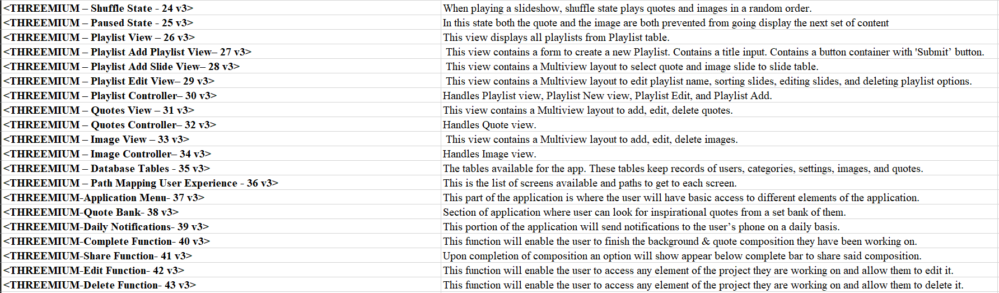 <THREEMIUM – Shuffle State - 24 v3> When playing a slideshow, shuffle state plays quotes and images in a random order.
<THREEMIUM – Paused State - 25 v3> In this state both the quote and the image are both prevented from going display the next set of content
<THREEMIUM – Playlist View – 26 v3> This view displays all playlists from Playlist table.
<THREEMIUM – Playlist Add Playlist View– 27 v3> This view contains a form to create a new Playlist. Contains a title input. Contains a button container with 'Submit’ button.
<THREEMIUM – Playlist Add Slide View– 28 v3> This view contains a Multiview layout to select quote and image slide to slide table.
<THREEMIUM – Playlist Edit View– 29 v3> This view contains a Multiview layout to edit playlist name, sorting slides, editing slides, and deleting playlist options.
<THREEMIUM – Playlist Controller– 30 v3> Handles Playlist view, Playlist New view, Playlist Edit, and Playlist Add.
<THREEMIUM – Quotes View – 31 v3> This view contains a Multiview layout to add, edit, delete quotes.
<THREEMIUM – Quotes Controller– 32 v3> Handles Quote view.
<THREEMIUM – Image View – 33 v3> This view contains a Multiview layout to add, edit, delete images.
<THREEMIUM – Image Controller– 34 v3> Handles Image view.
<THREEMIUM – Database Tables - 35 v3> The tables available for the app. These tables keep records of users, categories, settings, images, and quotes.
<THREEMIUM – Path Mapping User Experience - 36 v3> This is the list of screens available and paths to get to each screen.
<THREEMIUM-Application Menu- 37 v3> This part of the application is where the user will have basic access to different elements of the application.
<THREEMIUM-Quote Bank- 38 v3> Section of application where user can look for inspirational quotes from a set bank of them.
<THREEMIUM-Daily Notifications- 39 v3> This portion of the application will send notifications to the user’s phone on a daily basis.
<THREEMIUM-Complete Function- 40 v3> This function will enable the user to finish the background & quote composition they have been working on.
<THREEMIUM-Share Function- 41 v3> Upon completion of composition an option will show appear below complete bar to share said composition.
<THREEMIUM-Edit Function- 42 v3> This function will enable the user to access any element of the project they are working on and allow them to edit it.
<THREEMIUM-Delete Function- 43 v3> This function will enable the user to access any element of the project they are working on and allow them to delete it.